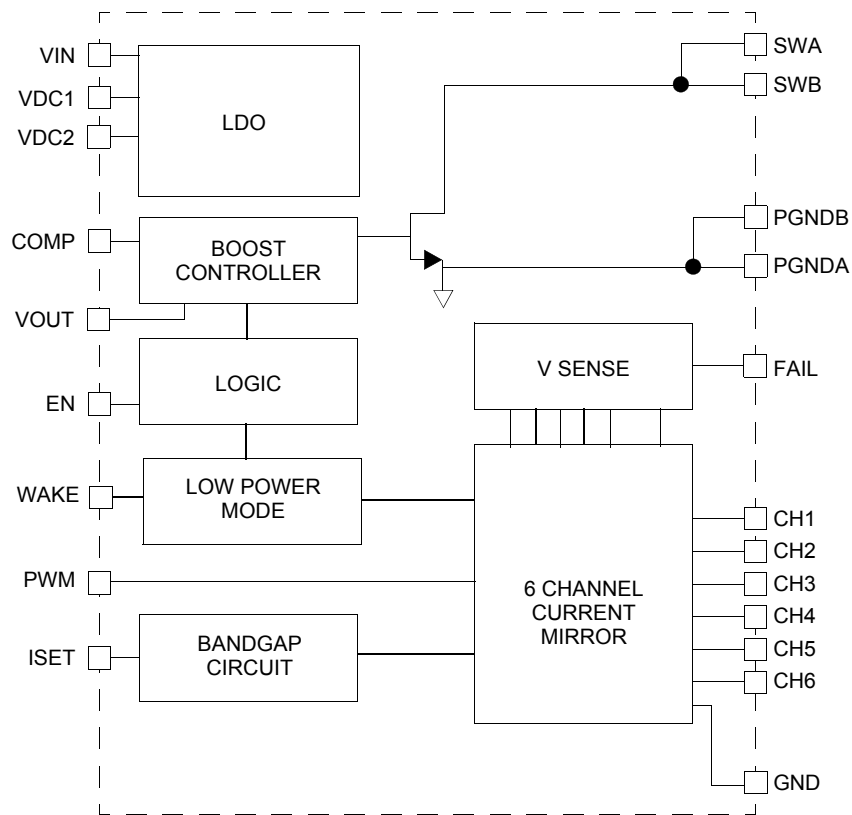 VIN
VDC1
VDC2
LDO
SWA
SWB
COMP
BOOST
CONTROLLER
PGNDB
PGNDA
VOUT
LOGIC
V SENSE
FAIL
EN
WAKE
LOW POWER
MODE
PWM
6 CHANNEL
CURRENT
MIRROR
CH1
CH2
CH3
CH4
CH5
CH6
ISET
BANDGAP
CIRCUIT
GND